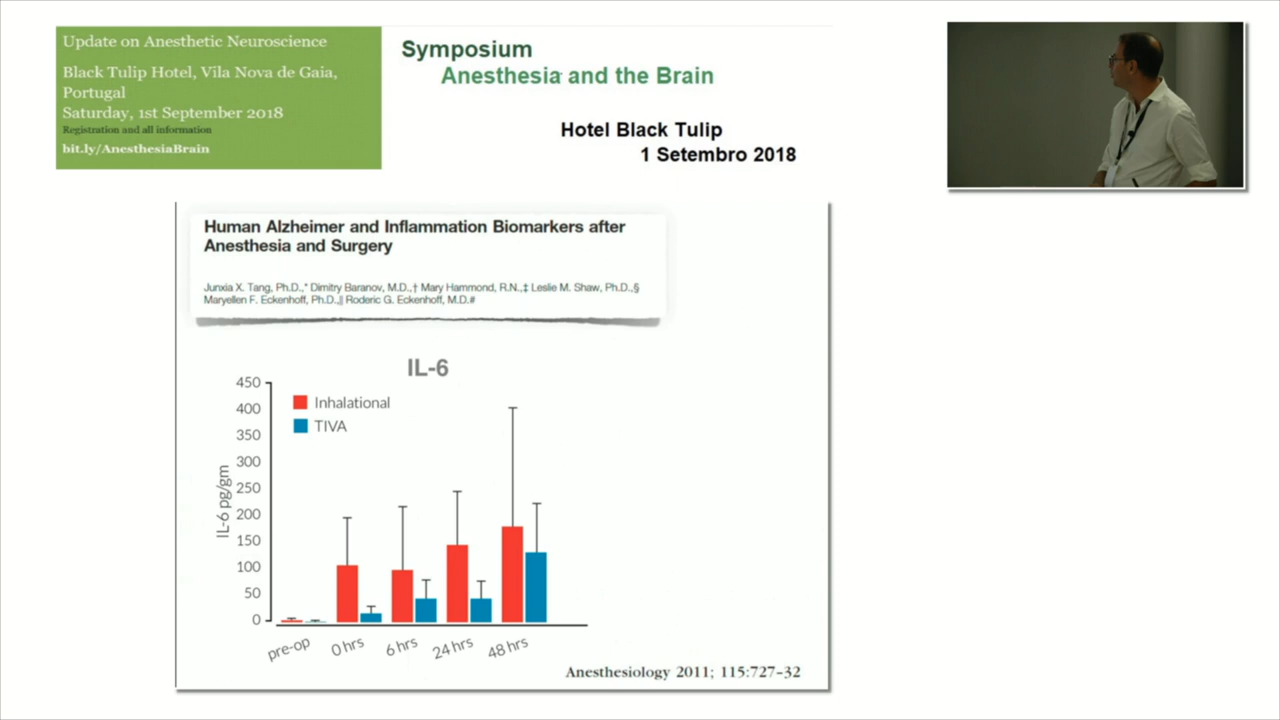 Update on Anesthetic Neuroscience
Black Tulip Hotel, Vila Nova de Gaia,
Portugal
Saturday, 1st September 2018
Registration and all information
bit.ly/AnesthesiaBrain
Symposium
Anesthesia and the Brain
Hotel Black Tulip
1 Setembro 2018
Human Alzheimer and Inflammation Biomarkers after
Anesthesia and Surgery
Junxia X. Tang, Ph.D.,* Dimitry Baranov, M.D.,† Mary Hammond, R.N.,‡ Leslie M. Shaw, Ph.D.,§
Maryellen F. Eckenhoff, Ph.D.,|| Roderic G. Eckenhoff, M.D.#
IL-6
Inhalational
TIVA
IL-6 pg/gm
450
400
350
300
250
200
150
100
50
0
pre-op 0 hrs 6 hrs 24 hrs 48 hrs
Anesthesiology 2011; 115:727–32